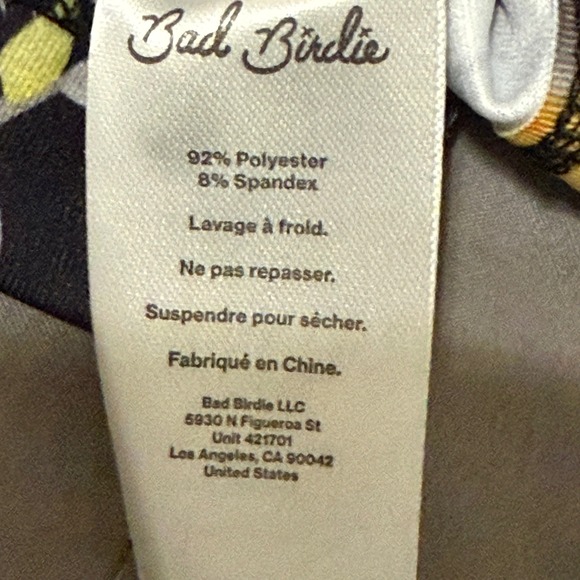 Bad Birdie
92% Polyester
8% Spandex
Lavage à froid.
Ne pas repasser.
Suspendre pour sécher.
Fabriqué en Chine.
Bad Birdie LLC
5930 N Figueroa St
Unit 421701
Los Angeles, CA 90042
United States